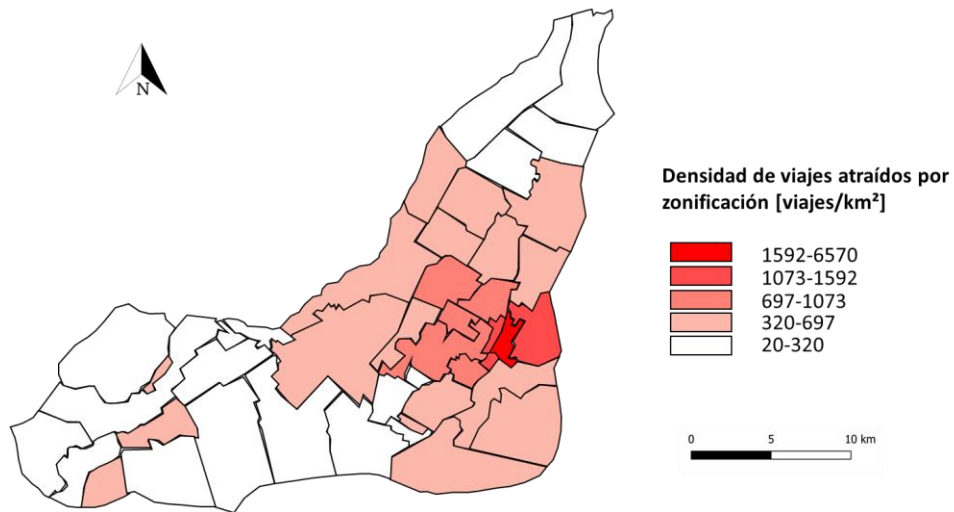 N
Densidad de viajes atraídos por
zonificación [viajes/km²]
1592-6570
1073-1592
697-1073
320-697
20-320
0 5 10 km